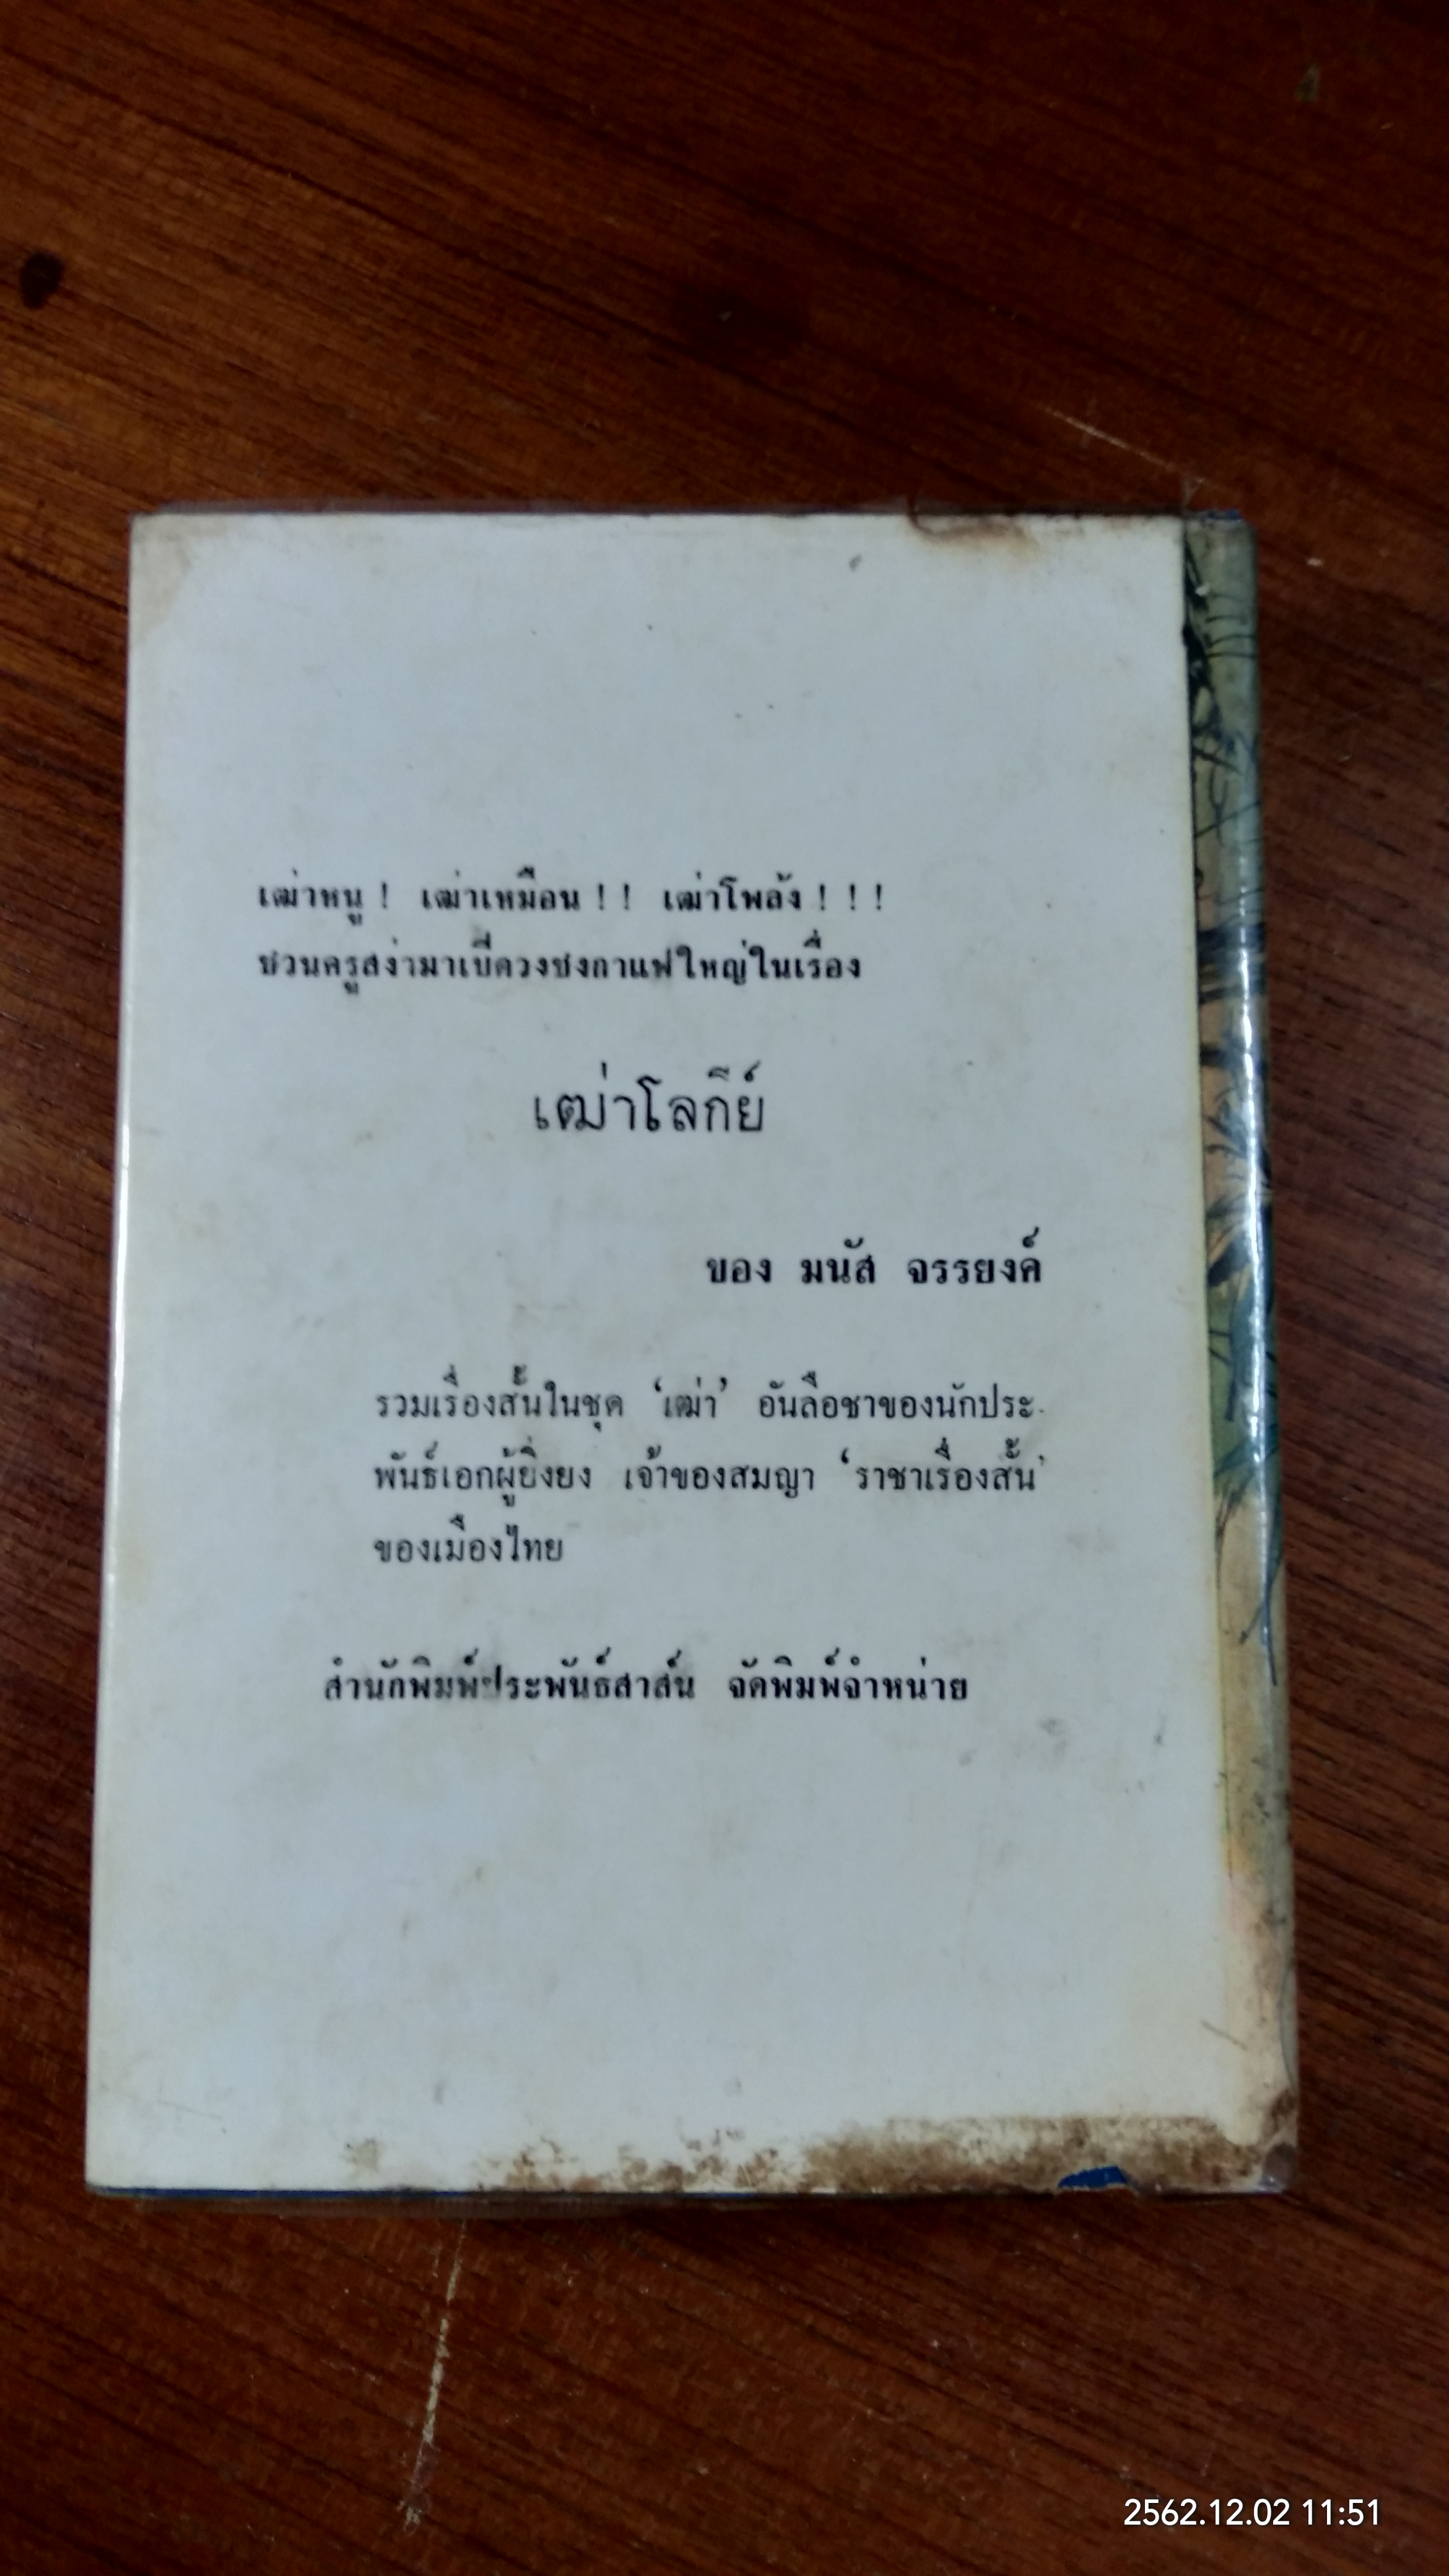 เฒ่าหนู ! เฒ่าเหมือน ! ! เฒ่าโพล้ง ! ! !
ชวนครูสง่ามาเปิดวงชงกาแฟใหญ่ในเรื่อง
เฒ่าโลกีย์
ของ มนัส จรรยงค์
รวมเรื่องสั้นในชุด ‘เฒ่า’ อันลือชาของนักประ-
พันธ์เอกผู้ยิ่งยง เจ้าของสมญา ‘ราชาเรื่องสั้น’
ของเมืองไทย
สำนักพิมพ์ประพันธ์สาส์น จัดพิมพ์จำหน่าย
2562.12.02 11:51